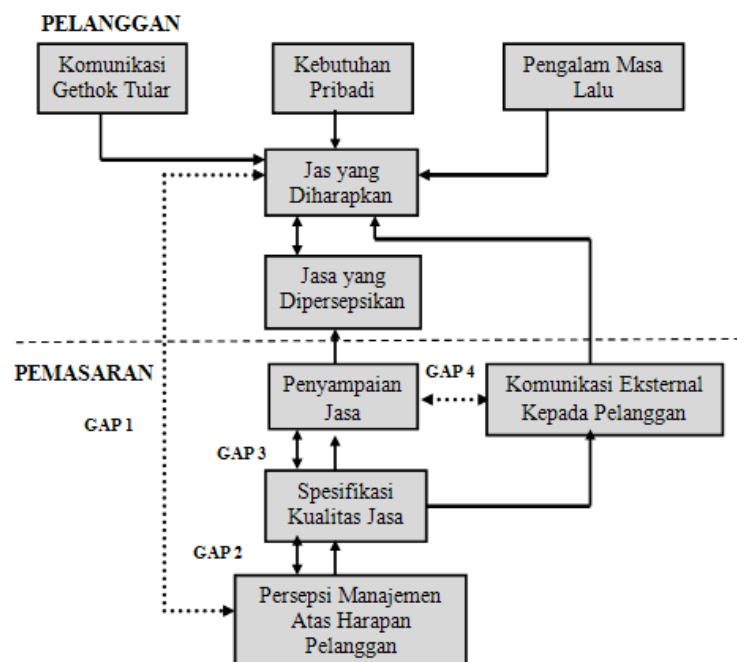 PELANGGAN
Komunikasi
Gethok Tular
Kebutuhan
Pribadi
Pengalam Masa
Lalu
Jas yang
Diharapkan
Jasa yang
Dipersepsikan
PEMASARAN
Penyampaian
Jasa
GAP 4
Komunikasi Eksternal
Kepada Pelanggan
GAP 1
GAP 3
Spesifikasi
Kualitas Jasa
GAP 2
Persepsi Manajemen
Atas Harapan
Pelanggan